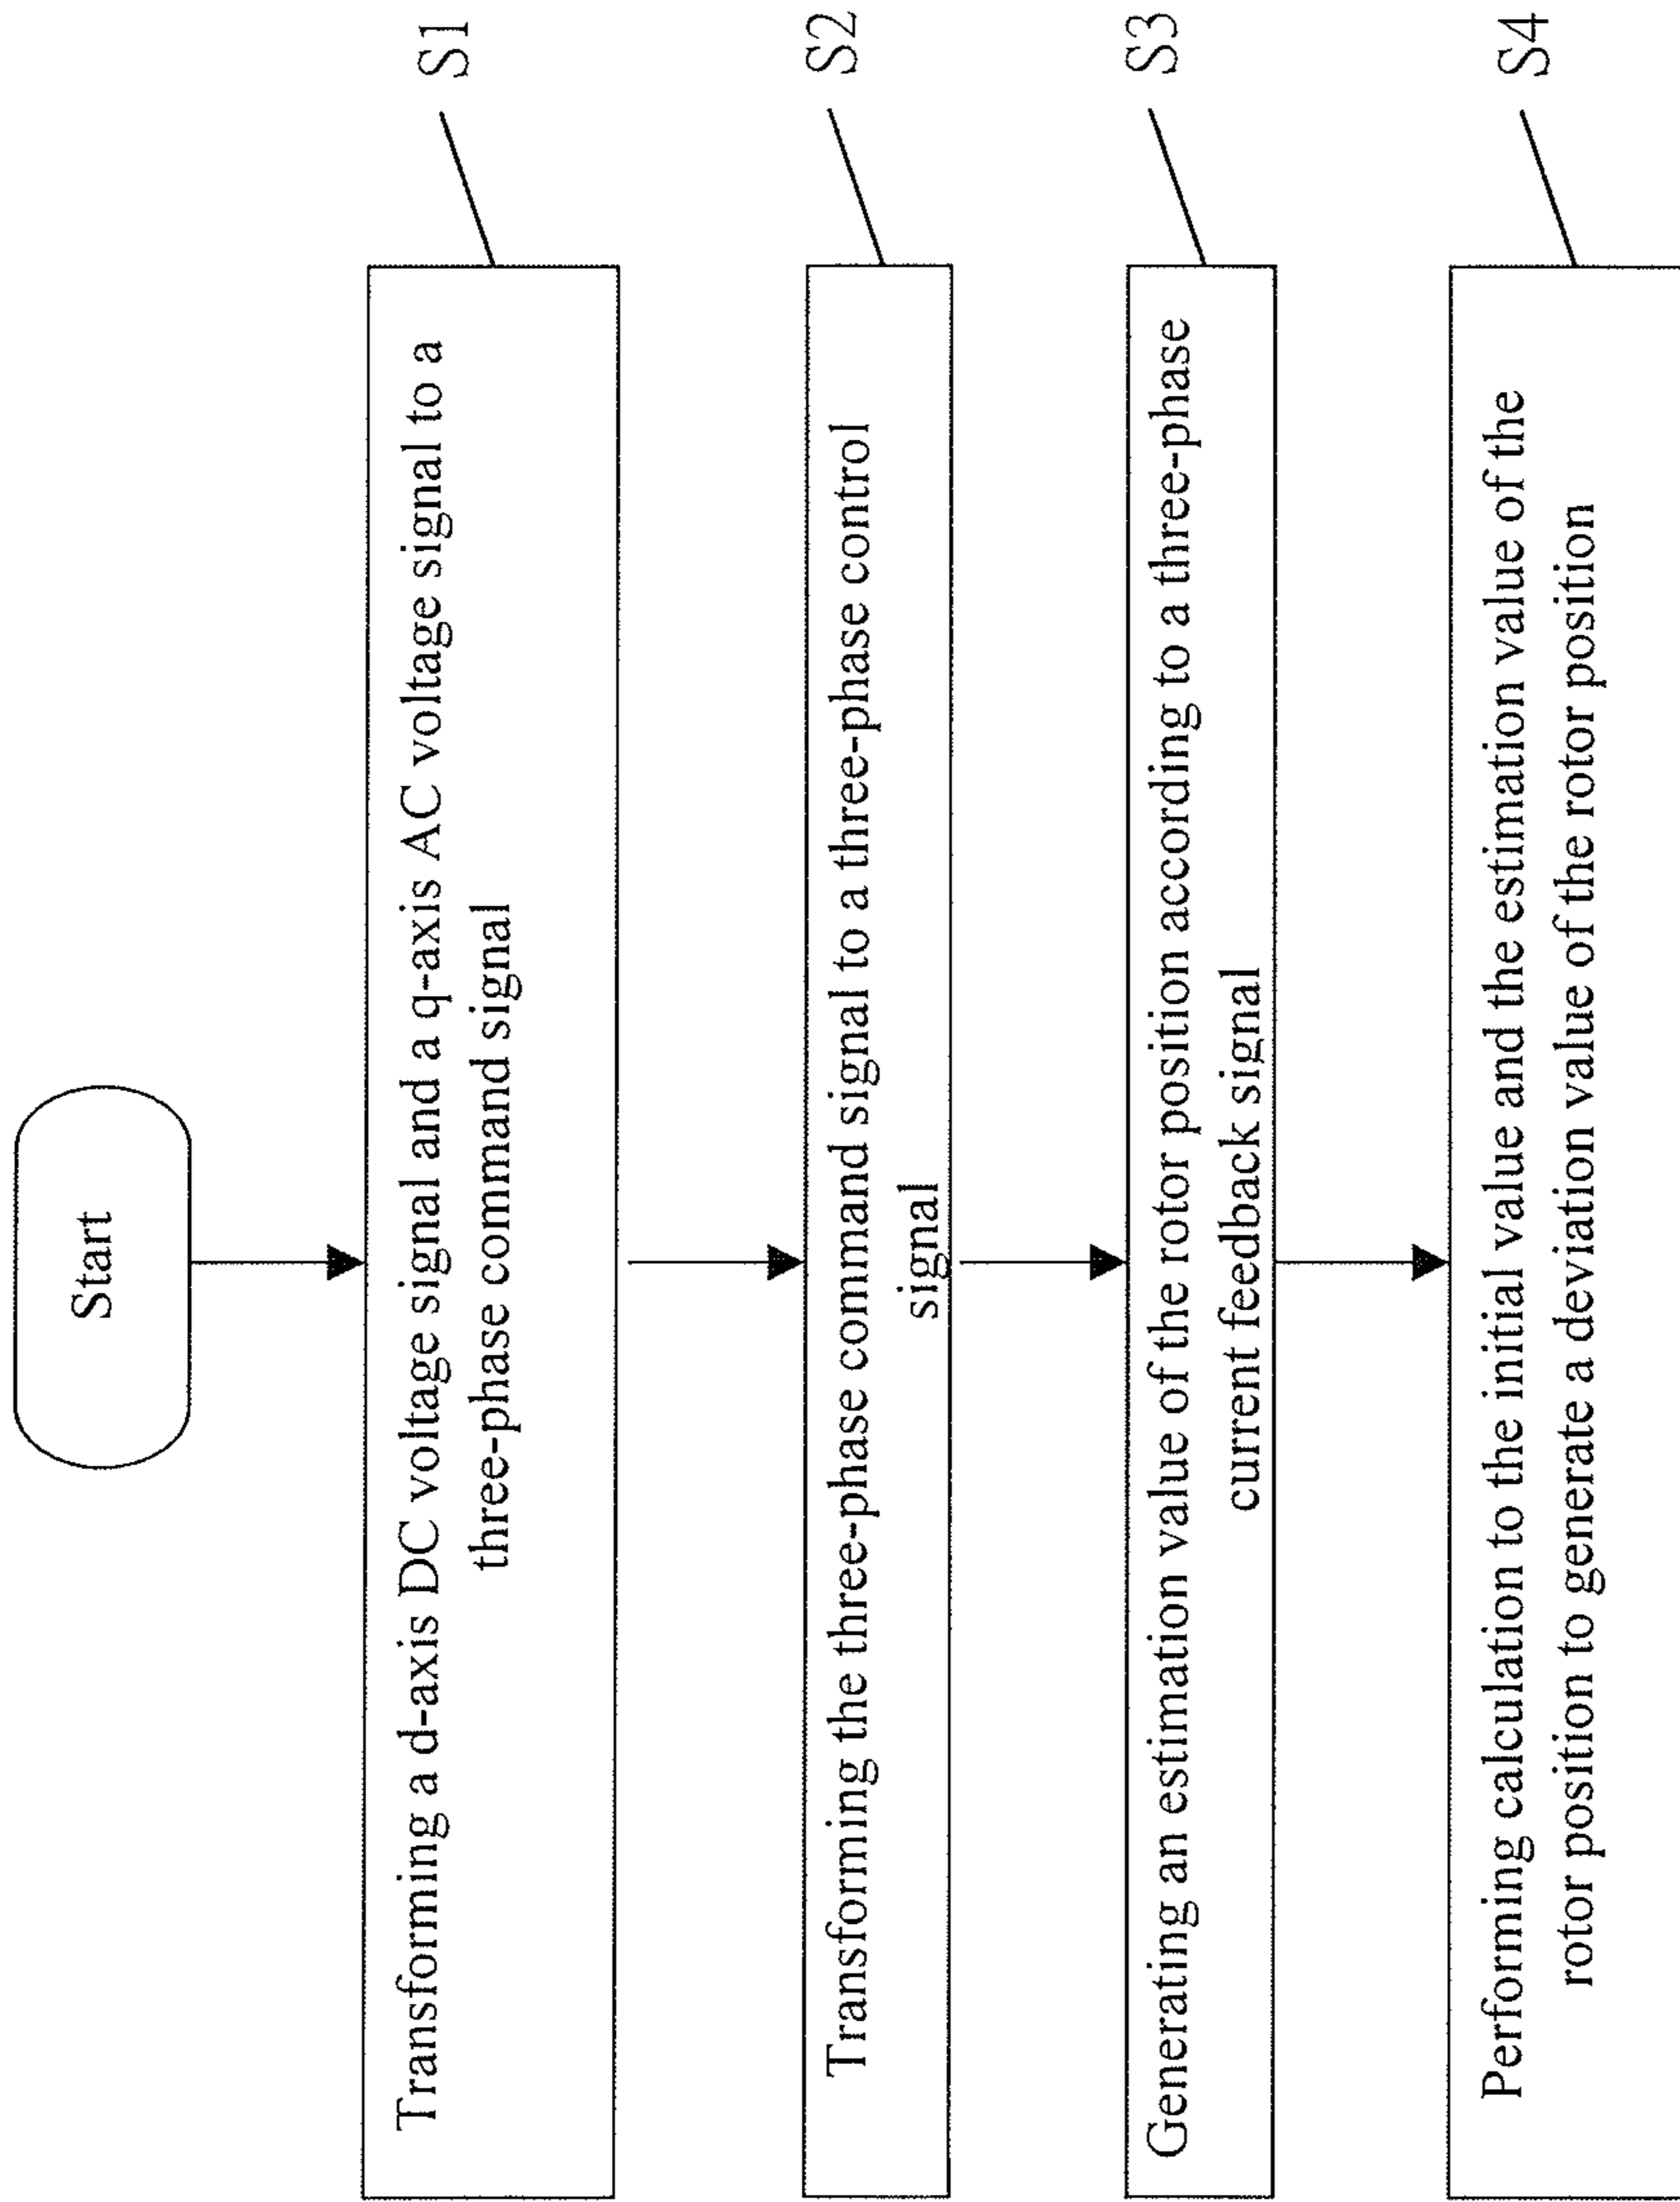 Start
Transforming a d-axis DC voltage signal and a q-axis AC voltage signal to a
three-phase command signal
S1
Transforming the three-phase command signal to a three-phase control
signal
S2
Generating an estimation value of the rotor position according to a three-phase
current feedback signal
S3
Performing calculation to the initial value and the estimation value of the
rotor position to generate a deviation value of the rotor position
S4